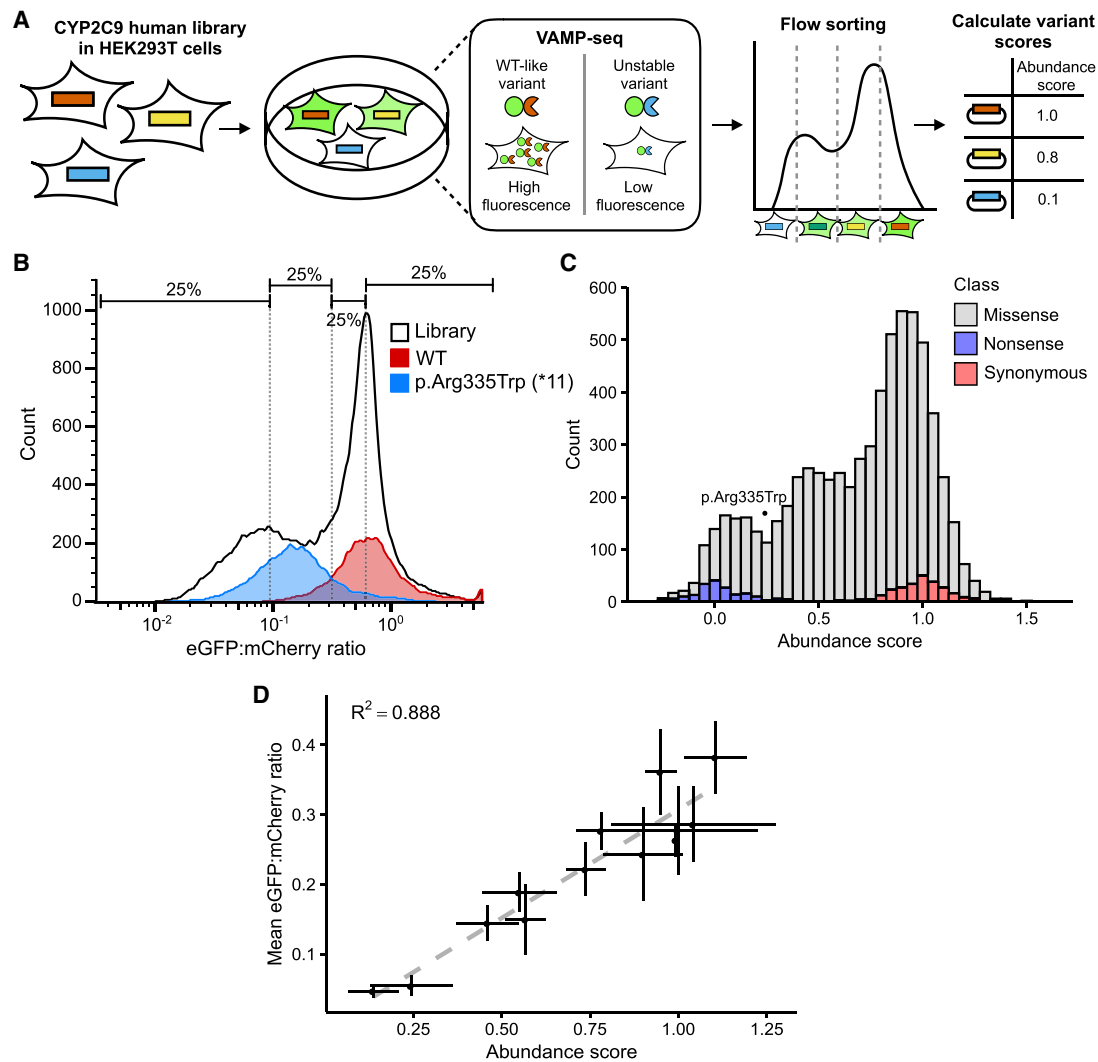 A
CYP2C9 human library
in HEK293T cells
VAMP-seq
WT-like
variant
Unstable
variant
High
fluorescence
Low
fluorescence
Flow sorting
Calculate variant
scores
Abundance
score
1.0
0.8
0.1
B
25%
25%
25%
25%
1000
800
600
400
200
0
Count
10-2
10-1
100
eGFP:mCherry ratio
Library
WT
p.Arg335Trp (*11)
C
600
500
400
300
200
100
0
Count
p.Arg335Trp
Class
Missense
Nonsense
Synonymous
0.0
0.5
1.0
1.5
Abundance score
D
R2 = 0.888
0.4
0.3
0.2
0.1
Mean eGFP:mCherry ratio
0.25
0.50
0.75
1.00
1.25
Abundance score